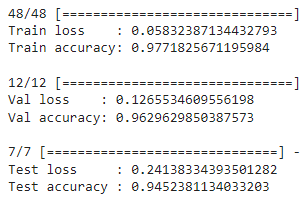 48/48 [==============================]
Train loss    : 0.05832387134432793
Train accuracy: 0.9771825671195984
12/12 [==============================]
Val loss    : 0.1265534609556198
Val accuracy: 0.9629629850387573
7/7 [==============================] -
Test loss     : 0.24138334393501282
Test accuracy : 0.9452381134033203